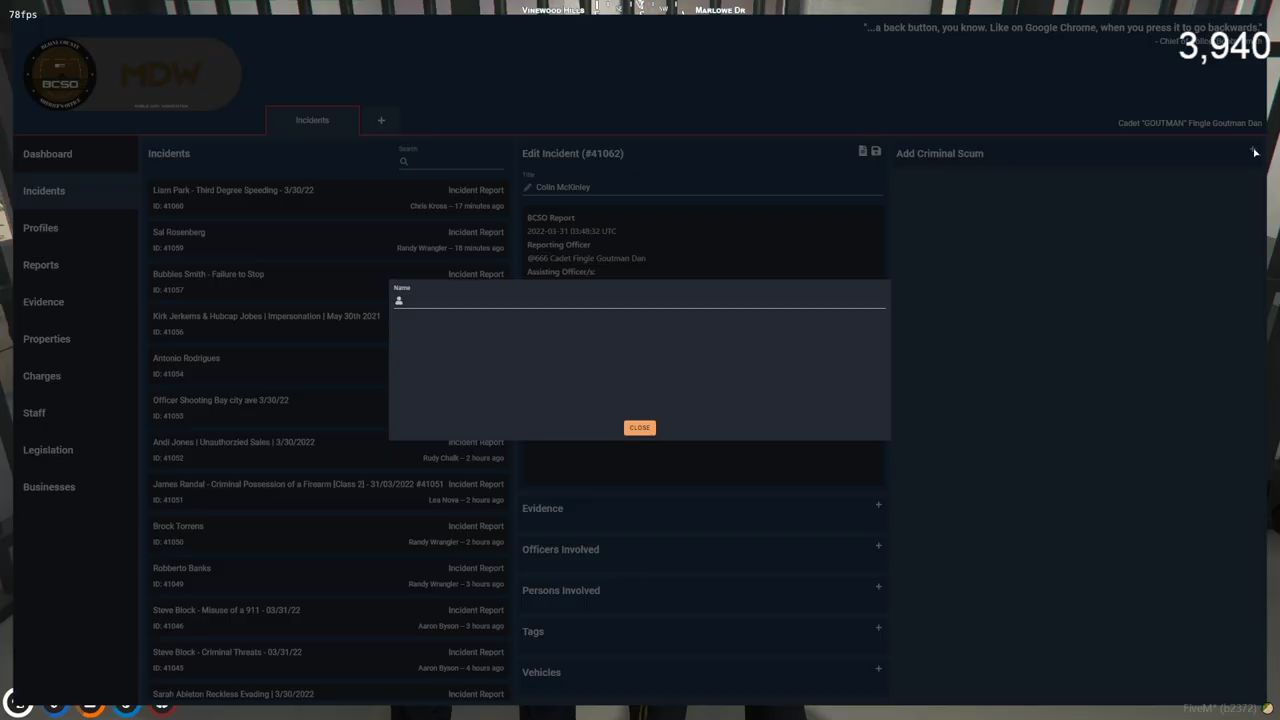 78fps
VINEWOOD HILLS
MARLOWE DR
"...a back button, you know. Like on Google Chrome, when you press it to go backwards."
3,940
BCSO
MDW
Incidents
+
Cadet "GOUTMAN" Fingle Goutman Dan
Dashboard
Incidents
Profiles
Reports
Evidence
Properties
Charges
Staff
Legislation
Businesses
Incidents
Search
Liam Park - Third Degree Speeding - 3/30/22 Incident Report
ID: 41060 Chris Kross – 17 minutes ago
Sal Rosenberg Incident Report
ID: 41059 Randy Wrangler – 18 minutes ago
Bubbles Smith - Failure to Stop Incident Report
ID: 41057
Kirk Jerkems & Hubcap Jobes | Impersonation | May 30th 2021
ID: 41056
Antonio Rodrigues
ID: 41054
Officer Shooting Bay city ave 3/30/22
ID: 41053
Andi Jones | Unauthorzied Sales | 3/30/2022 Incident Report
ID: 41052 Rudy Chalk – 2 hours ago
James Randal - Criminal Possession of a Firearm [Class 2] - 31/03/2022 #41051 Incident Report
ID: 41051 Lea Nova – 2 hours ago
Brock Torrens Incident Report
ID: 41050 Randy Wrangler – 2 hours ago
Robberto Banks Incident Report
ID: 41049 Randy Wrangler – 3 hours ago
Steve Block - Misuse of a 911 - 03/31/22 Incident Report
ID: 41046 Aaron Byson – 3 hours ago
Steve Block - Criminal Threats - 03/31/22 Incident Report
ID: 41045 Aaron Byson – 4 hours ago
Sarah Ableton Reckless Evading | 3/30/2022 Incident Report
Edit Incident (#41062)
Title
Colin McKinley
BCSO Report
2022-03-31 03:48:32 UTC
Reporting Officer
@666 Cadet Fingle Goutman Dan
Assisting Officer/s:
Name
CLOSE
Evidence +
Officers Involved +
Persons Involved +
Tags +
Vehicles +
Add Criminal Scum
FiveM* (b2372)